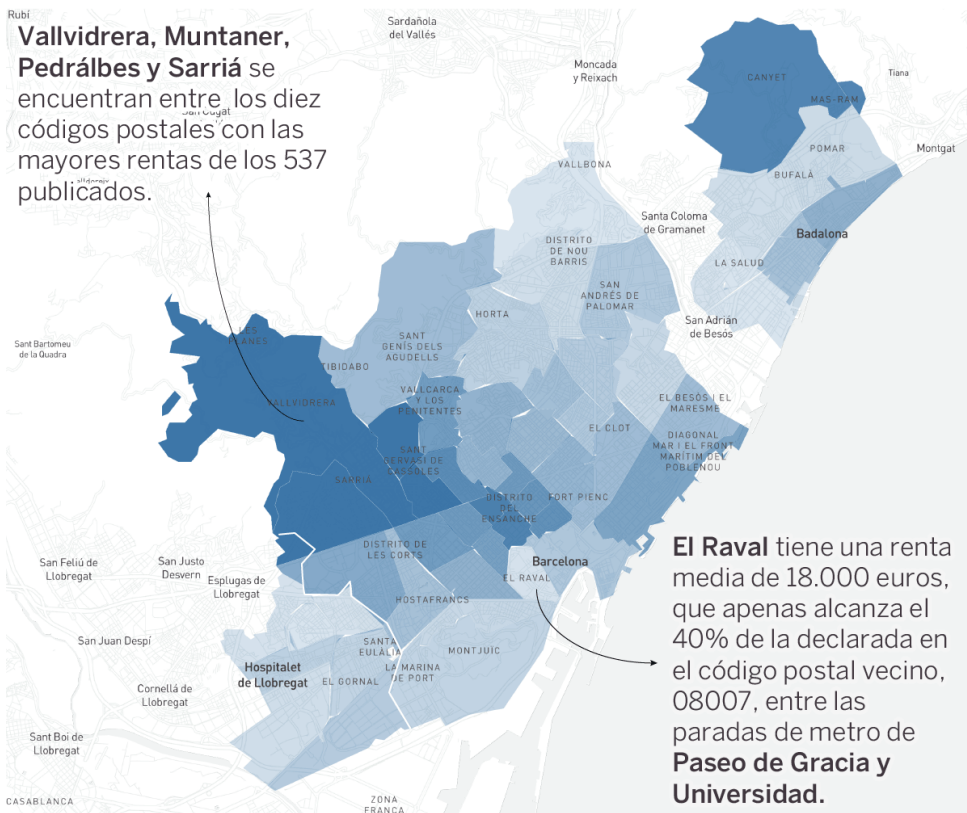 Rubí
Vallvidrera, Muntaner,
Pedrálbes y Sarriá se
encuentran entre los diez
códigos postales con las
mayores rentas de los 537
publicados.
Sardañola
del Vallés
Moncada
y Reixach
CANYET
Tiana
MAS-RAM
POMAR
Montgat
BUFALÀ
VALLBONA
Santa Coloma
de Gramanet
Badalona
DISTRITO
DE NOU
BARRIS
LA SALUD
SAN
ANDRÉS DE
PALOMAR
HORTA
San Adrián
de Besós
LES
PLANES
Sant Bartomeu
de la Quadra
SANT
GENÍS DELS
AGUDELLS
TIBIDABO
VALLVIDRERA
VALLCARCA
Y LOS
PENITENTES
EL BESÒS I EL
MARESME
EL CLOT
DIAGONAL
MAR I EL FRONT
MARÍTIM DEL
POBLENOU
SANT
GERVASI DE
CASSOLES
SARRIÀ
DISTRITO
DEL
ENSANCHE
FORT PIENC
DISTRITO DE
LES CORTS
Barcelona
EL RAVAL
San Feliú de
Llobregat
San Justo
Desvern
Esplugas de
Llobregat
HOSTAFRANCS
San Juan Despí
SANTA
EULÀLIA
MONTJUÏC
Hospitalet
de Llobregat
LA MARINA
DE PORT
EL GORNAL
Cornellá de
Llobregat
Sant Boi de
Llobregat
CASABLANCA
ZONA
FRANCA
El Raval tiene una renta
media de 18.000 euros,
que apenas alcanza el
40% de la declarada en
el código postal vecino,
08007, entre las
paradas de metro de
Paseo de Gracia y
Universidad.